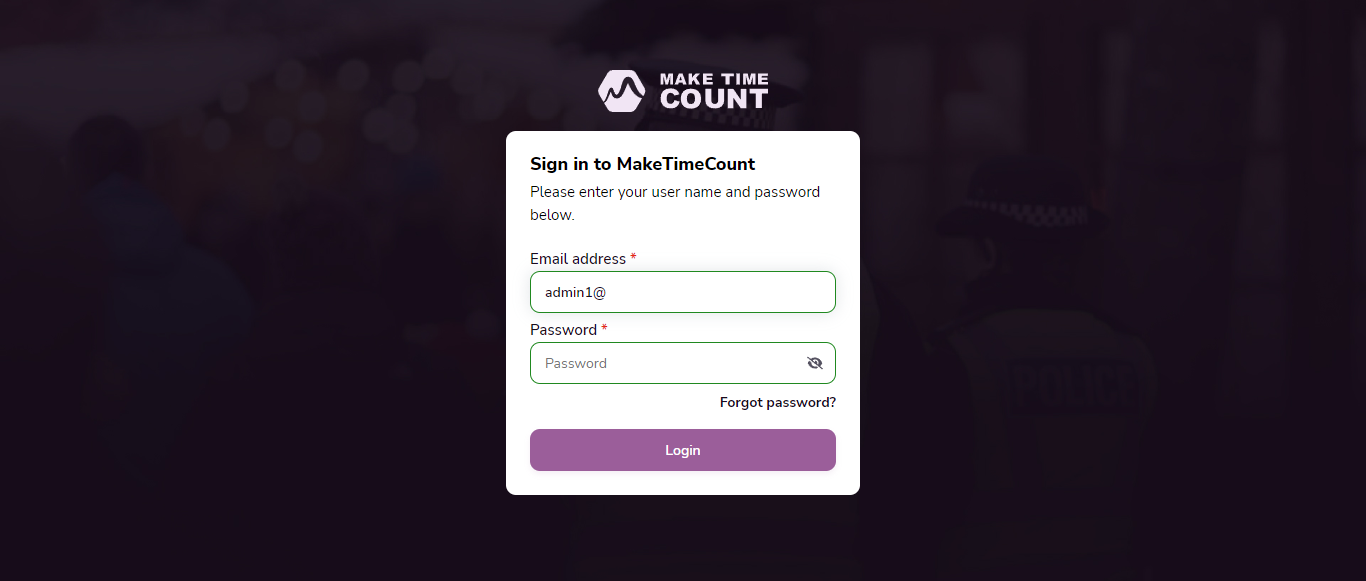 MAKE TIME
COUNT
Sign in to MakeTimeCount
Please enter your user name and password
below.
Email address *
admin1@
Password *
Password
Forgot password?
Login
POLICE